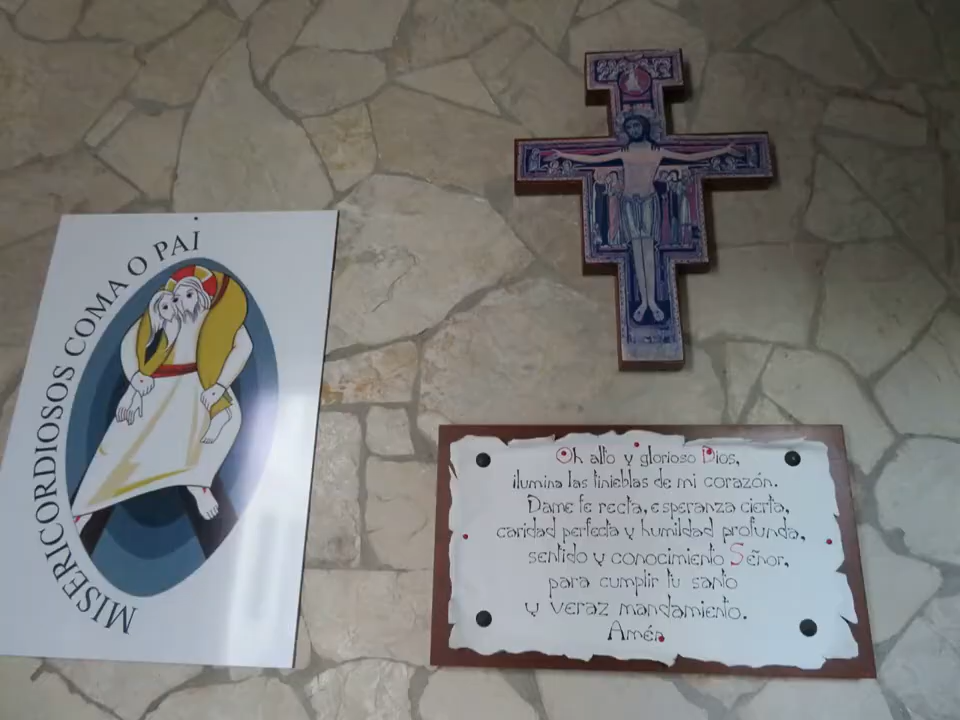 MISERICORDIOSOS COMA O PAI
Oh alto y glorioso Dios,
ilumina las tinieblas de mi corazón.
Dame fe recta, esperanza cierta,
caridad perfecta y humildad profunda,
sentido y conocimiento Señor,
para cumplir tu santo
y veraz mandamiento.
Amén